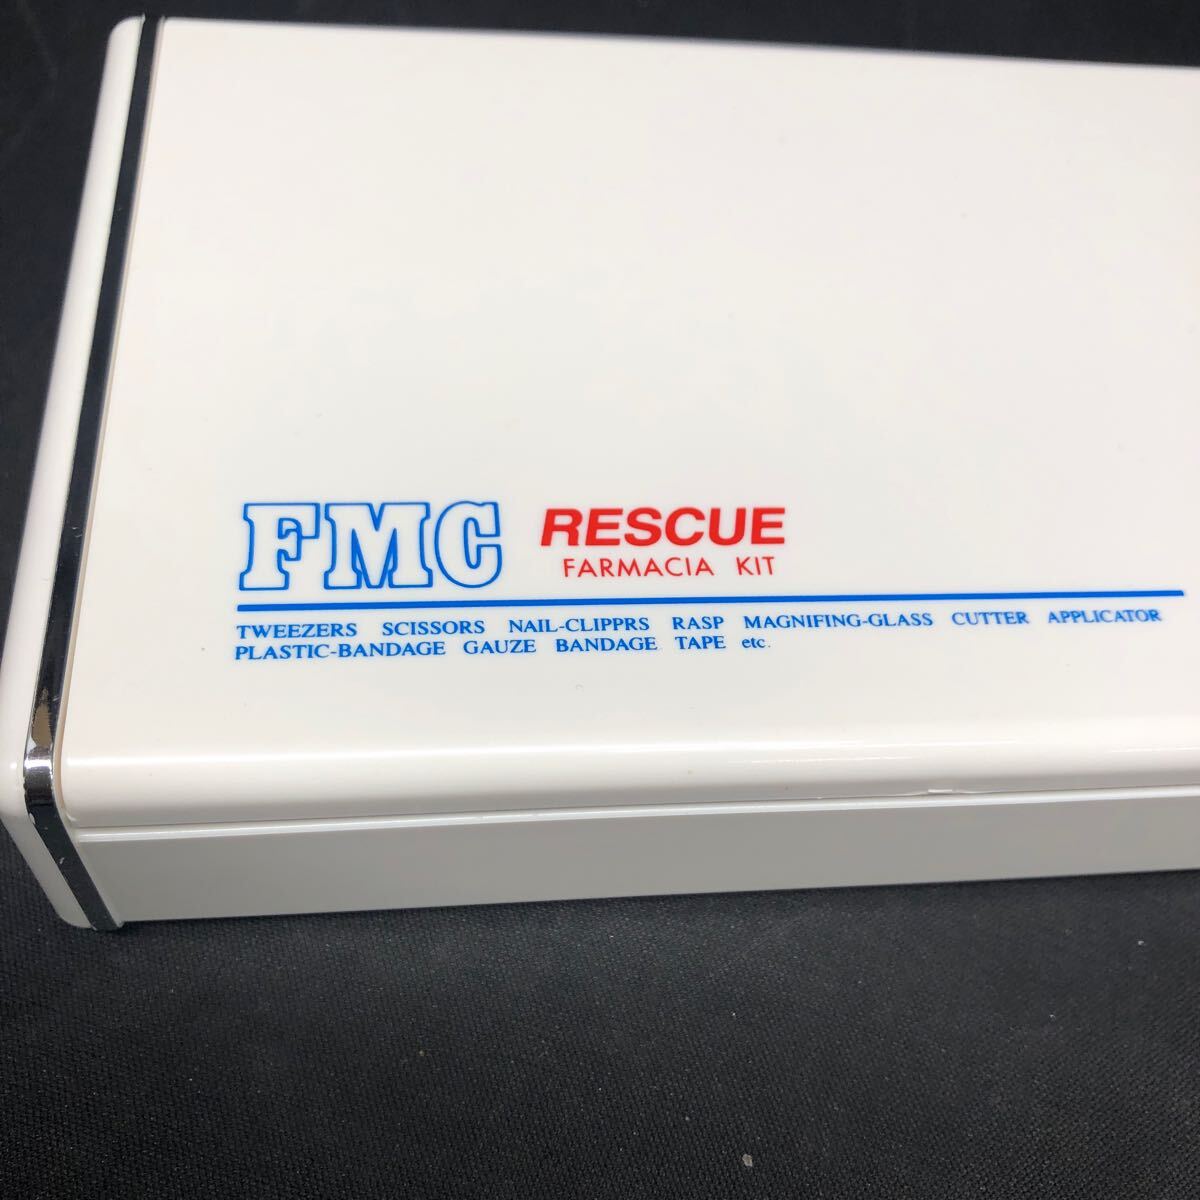 FMC RESCUE
FARMACIA KIT
TWEEZERS SCISSORS NAIL-CLIPPRS RASP MAGNIFING-GLASS CUTTER APPLICATOR
PLASTIC-BANDAGE GAUZE BANDAGE TAPE etc.